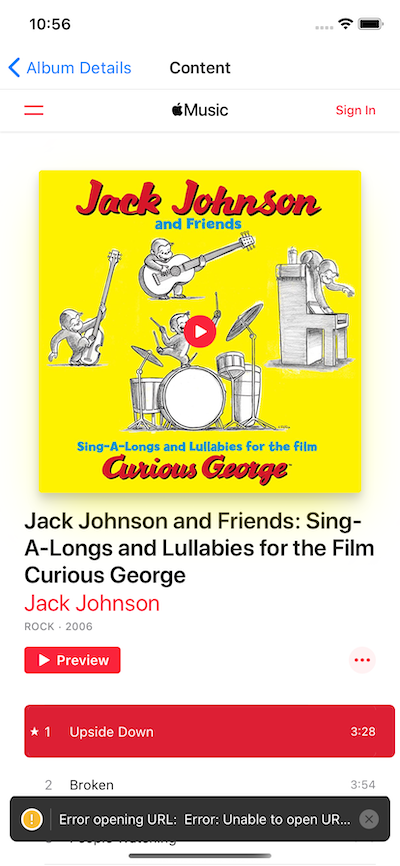 10:56
Album Details
Content
Music
Sign In
Jack Johnson
and Friends
Sing-A-Longs and Lullabies for the film
Curious George
Jack Johnson and Friends: Sing-
A-Longs and Lullabies for the Film
Curious George
Jack Johnson
ROCK · 2006
Preview
★ 1 Upside Down 3:28
2 Broken 3:54
Error opening URL: Error: Unable to open UR...